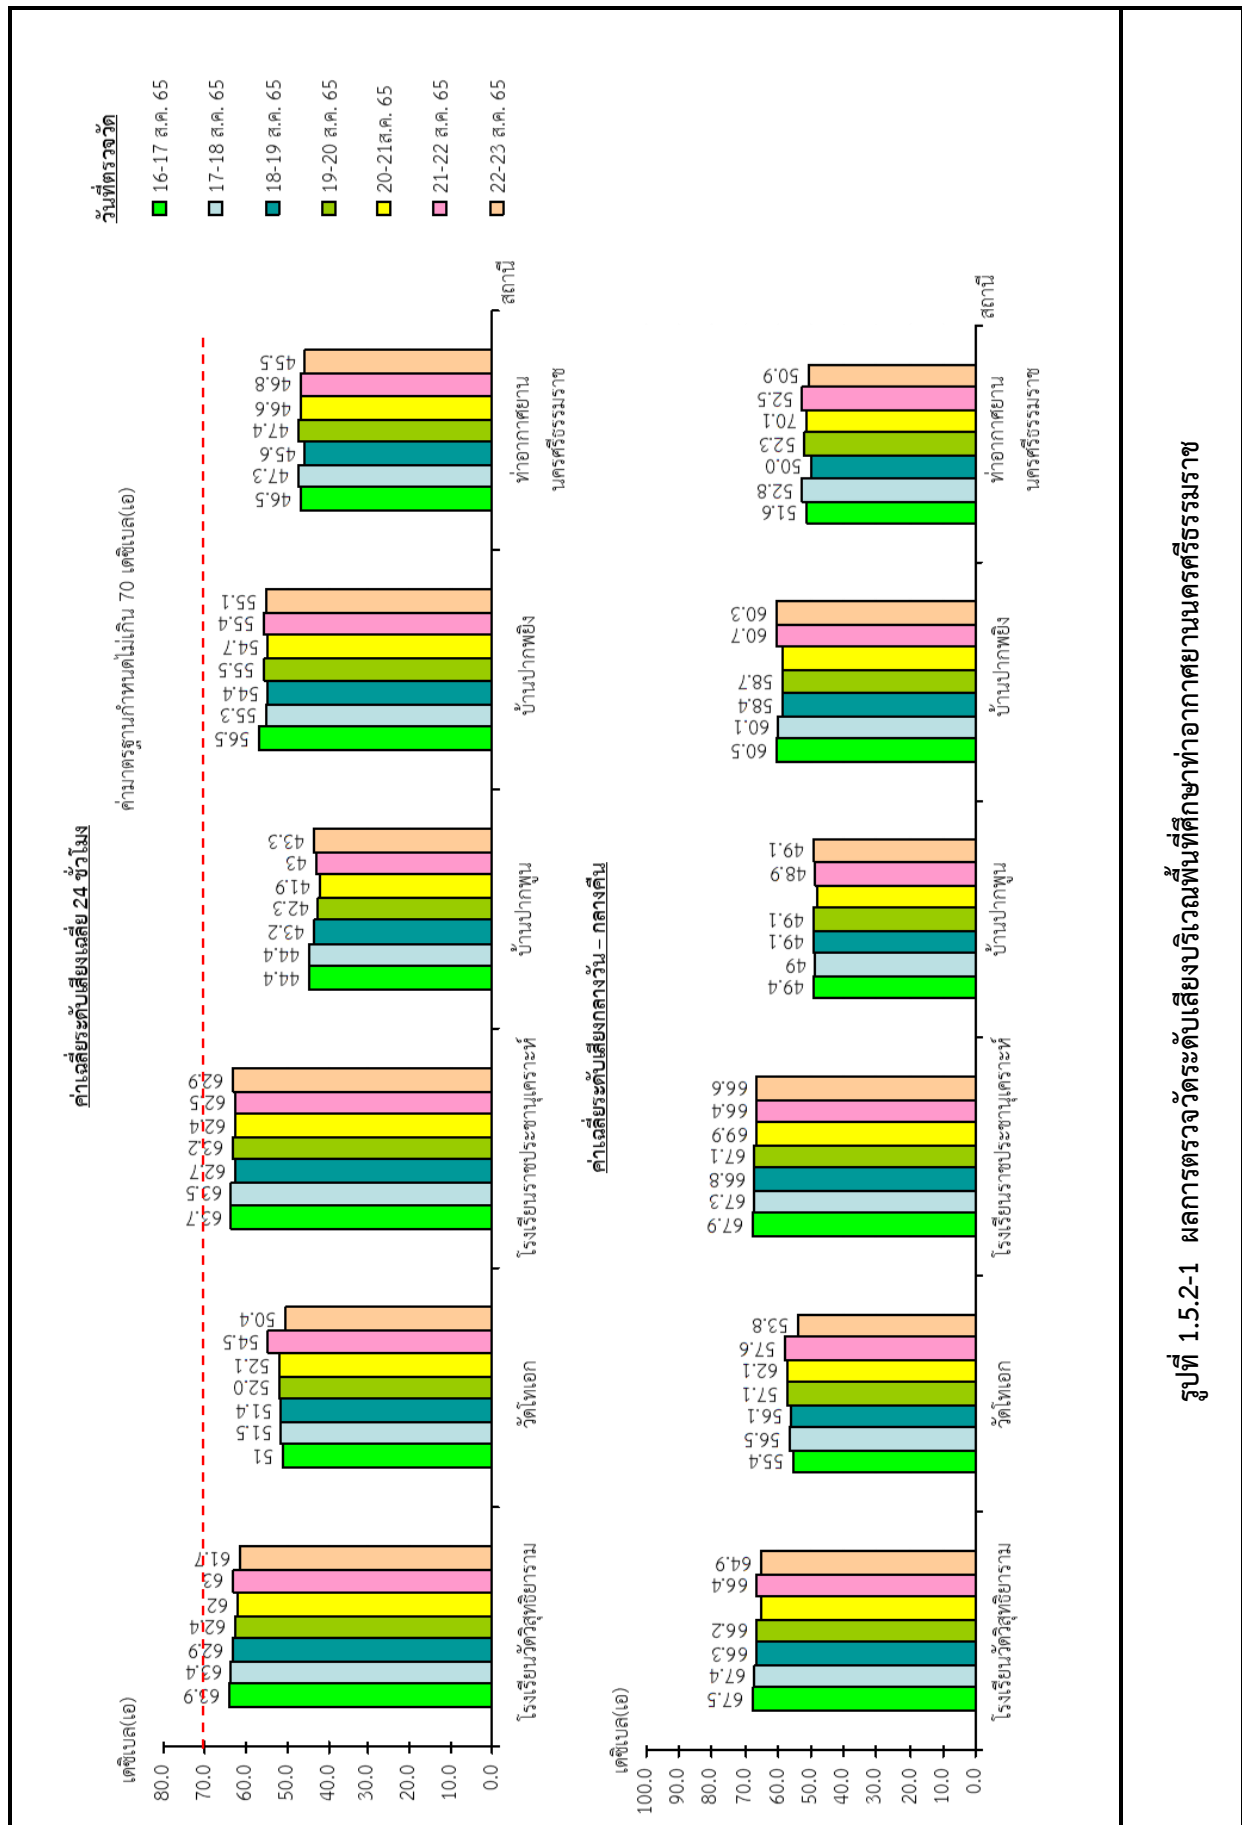 ค่าเฉลี่ยระดับเสียงเฉลี่ย 24 ชั่วโมง
วันที่ตรวจวัด
16-17 ส.ค. 65
17-18 ส.ค. 65
18-19 ส.ค. 65
19-20 ส.ค. 65
20-21ส.ค. 65
21-22 ส.ค. 65
22-23 ส.ค. 65
เดซิเบล(เอ)
ค่ามาตรฐานกำหนดไม่เกิน 70 เดซิเบล(เอ)
80.0
70.0
60.0
50.0
40.0
30.0
20.0
10.0
0.0
63.9 63.4 62.9 62.4 62 63 61.7
51 51.5 51.4 52.0 52.1 54.5 50.4
63.7 63.5 62.7 63.2 62.4 62.5 62.9
44.4 44.4 43.2 42.3 41.9 43 43.3
56.5 55.3 54.4 55.5 54.7 55.4 55.1
46.5 47.3 45.6 47.4 46.6 46.8 45.5
โรงเรียนวัดวิสุทธิยาราม
วัดโทเอก
โรงเรียนราชประชานุเคราะห์
บ้านปากพูน
บ้านปากพยิง
ท่าอากาศยาน
นครศรีธรรมราช
สถานี
ค่าเฉลี่ยระดับเสียงกลางวัน – กลางคืน
เดซิเบล(เอ)
100.0
90.0
80.0
70.0
60.0
50.0
40.0
30.0
20.0
10.0
0.0
67.5 67.4 66.3 66.2 66.4 64.9
55.4 56.5 56.1 57.1 62.1 57.6 53.8
67.9 67.3 66.8 67.1 69.9 66.4 66.6
49.4 49 49.1 49.1 48.9 49.1
60.5 60.1 58.4 58.7 60.7 60.3
51.6 52.8 50.0 52.3 70.1 52.5 50.9
โรงเรียนวัดวิสุทธิยาราม
วัดโทเอก
โรงเรียนราชประชานุเคราะห์
บ้านปากพูน
บ้านปากพยิง
ท่าอากาศยาน
นครศรีธรรมราช
สถานี
รูปที่ 1.5.2-1 ผลการตรวจวัดระดับเสียงบริเวณพื้นที่ศึกษาท่าอากาศยานนครศรีธรรมราช